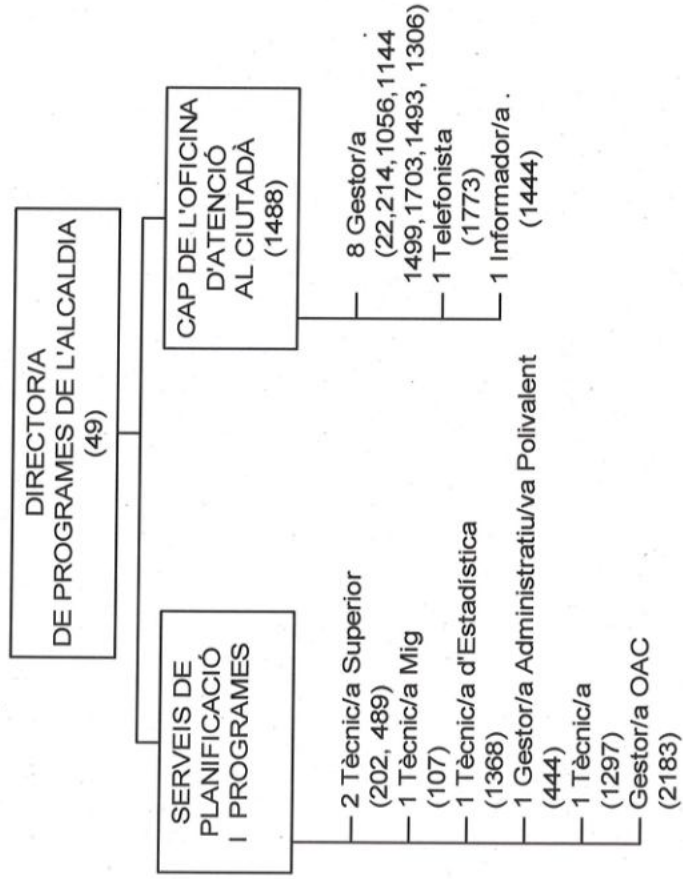 DIRECTOR/A
DE PROGRAMES DE L'ALCALDIA
(49)
SERVEIS DE
PLANIFICACIÓ
I PROGRAMES
2 Tècnic/a Superior
(202, 489)
1 Tècnic/a Mig
(107)
1 Tècnic/a d'Estadística
(1368)
1 Gestor/a Administratiu/va Polivalent
(444)
1 Tècnic/a
(1297)
Gestor/a OAC
(2183)
CAP DE L'OFICINA
D'ATENCIÓ
AL CIUTADÀ
(1488)
8 Gestor/a
(22,214,1056,1144
1499,1703,1493, 1306)
1 Telefonista
(1773)
1 Informador/a .
(1444)